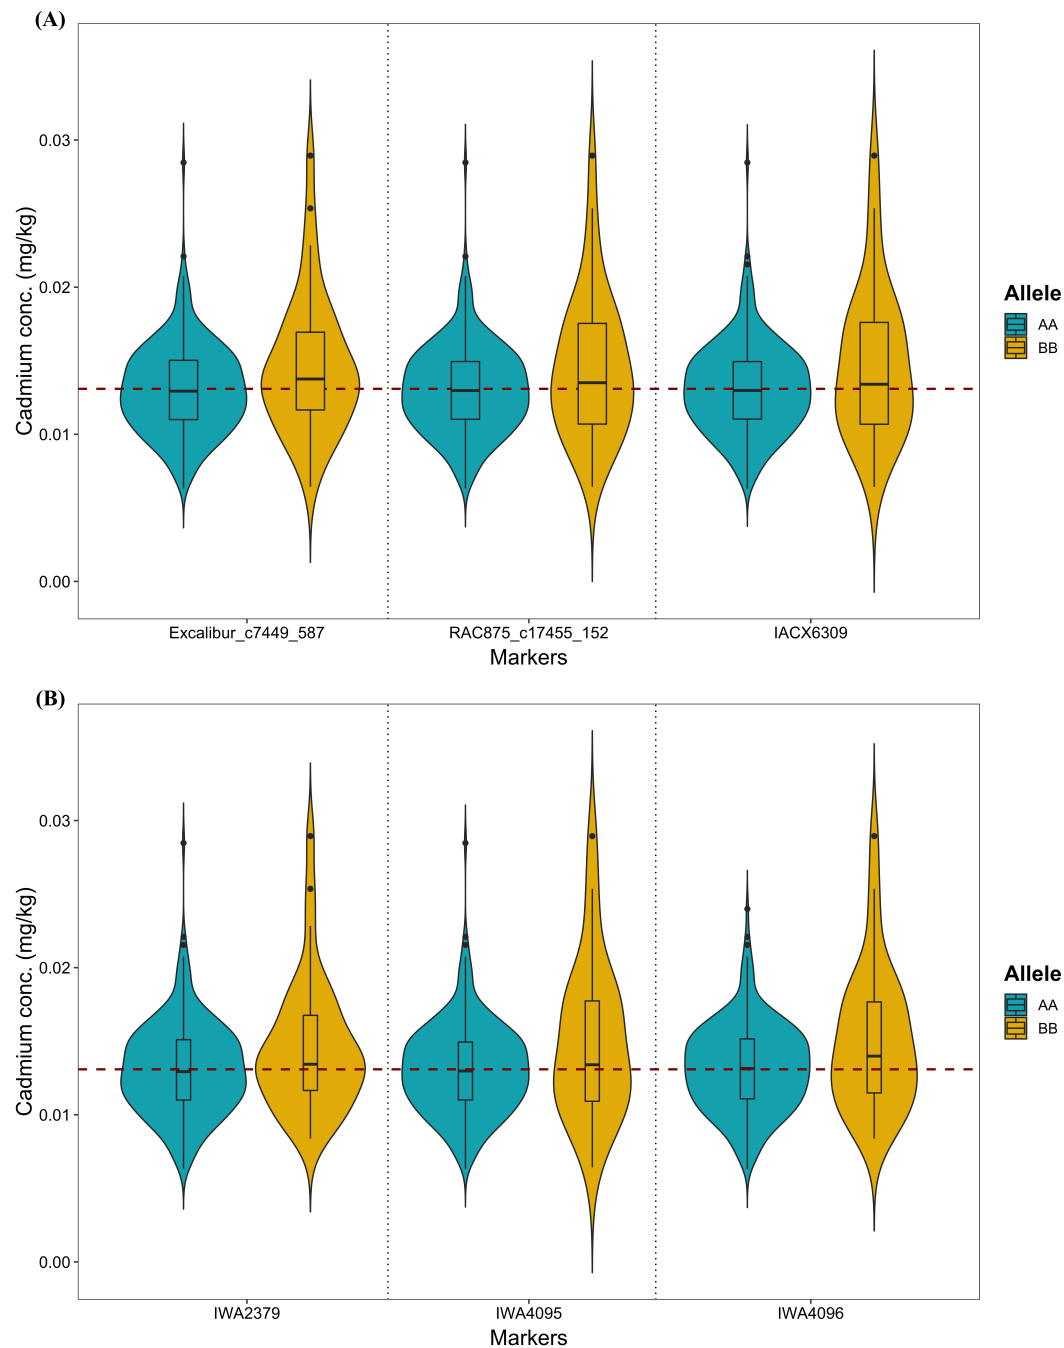 (A)
0.03
0.02
0.01
0.00
Cadmium conc. (mg/kg)
Excalibur_c7449_587 RAC875_c17455_152 IACX6309
Markers
Allele
AA
BB
(B)
0.03
0.02
0.01
0.00
Cadmium conc. (mg/kg)
IWA2379 IWA4095 IWA4096
Markers
Allele
AA
BB